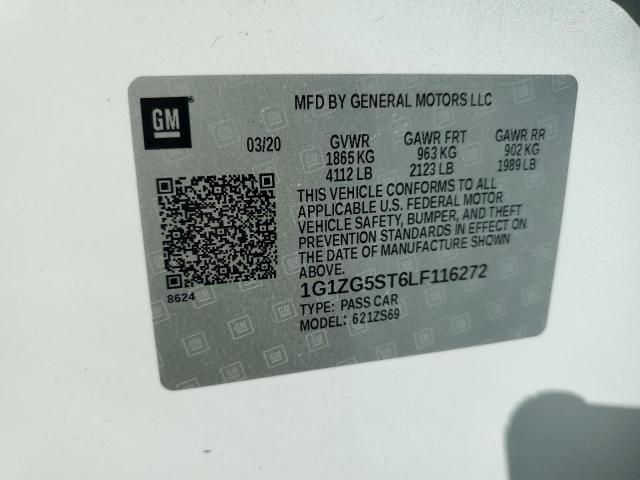 GM
MFD BY GENERAL MOTORS LLC
03/20 GVWR GAWR FRT GAWR RR
1865 KG 963 KG 902 KG
4112 LB 2123 LB 1989 LB
THIS VEHICLE CONFORMS TO ALL
APPLICABLE U.S. FEDERAL MOTOR
VEHICLE SAFETY, BUMPER, AND THEFT
PREVENTION STANDARDS IN EFFECT ON
THE DATE OF MANUFACTURE SHOWN
ABOVE.
8624
1G1ZG5ST6LF116272
TYPE: PASS CAR
MODEL: 621ZS69